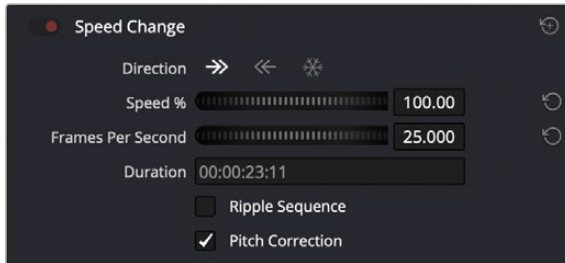 Speed Change
Direction
Speed % 100.00
Frames Per Second 25.000
Duration 00:00:23:11
Ripple Sequence
Pitch Correction